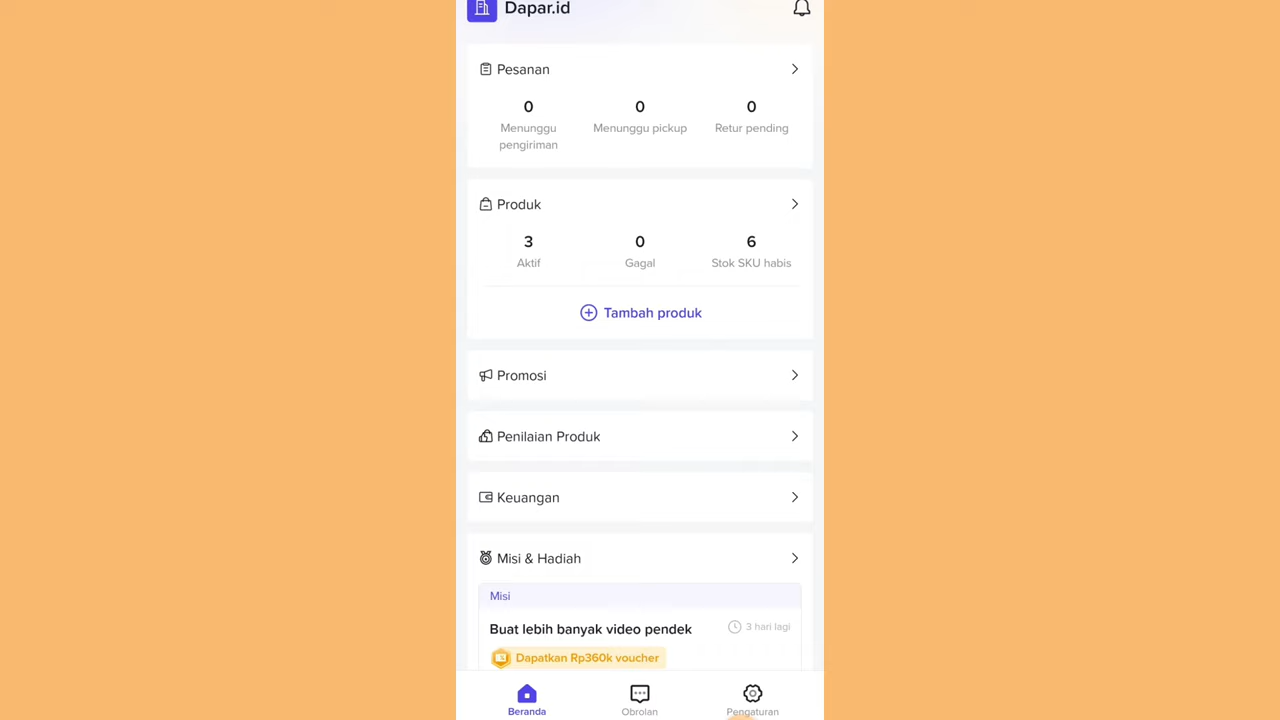 Dapar.id
Pesanan
0 0 0
Menunggu pengiriman Menunggu pickup Retur pending
Produk
3 0 6
Aktif Gagal Stok SKU habis
Tambah produk
Promosi
Penilaian Produk
Keuangan
Misi & Hadiah
Misi
Buat lebih banyak video pendek 3 hari lagi
Dapatkan Rp360k voucher
Beranda Obrolan Pengaturan